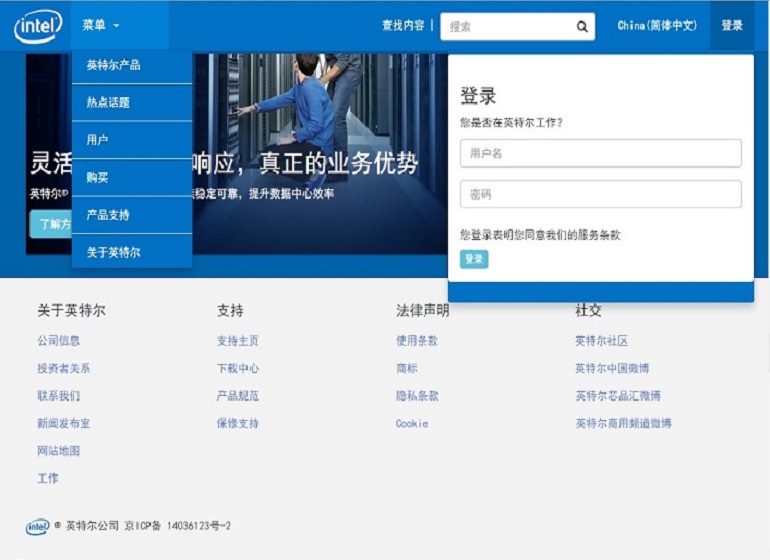 intel
菜单
查找内容 |
搜索
China(简体中文)
登录
英特尔产品
热点话题
用户
购买
产品支持
关于英特尔
灵活
响应，真正的业务优势
英特尔®
稳定可靠，提升数据中心效率
了解方
登录
您是否在英特尔工作?
用户名
密码
您登录表明您同意我们的服务条款
登录
关于英特尔
支持
法律声明
社交
公司信息
支持主页
使用条款
英特尔社区
投资者关系
下载中心
商标
英特尔中国微博
联系我们
产品规范
隐私条款
英特尔芯品汇微博
新闻发布室
保修支持
Cookie
英特尔商用频道微博
网站地图
工作
intel © 英特尔公司 京ICP备 14036123号-2